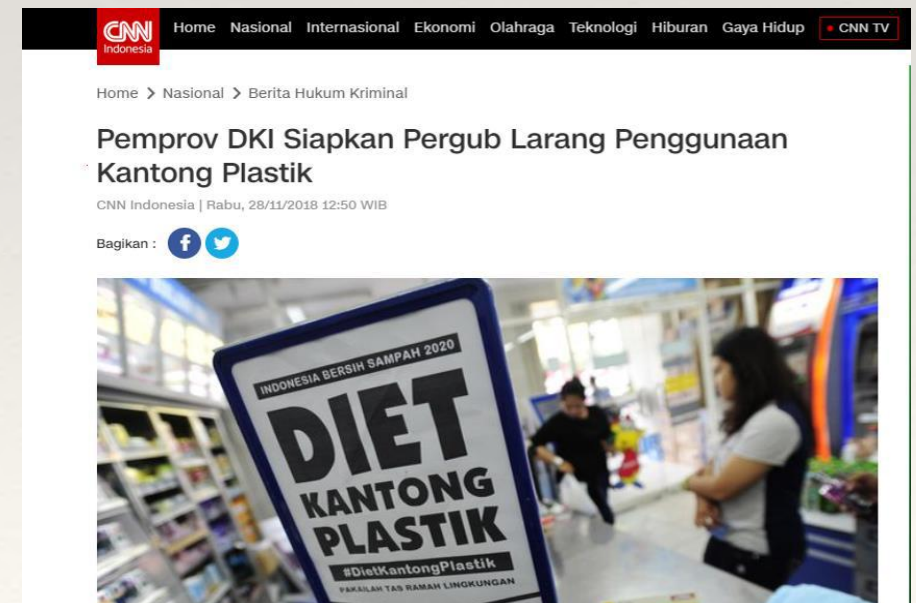 CNN
Indonesia
Home Nasional Internasional Ekonomi Olahraga Teknologi Hiburan Gaya Hidup • CNN TV
Home > Nasional > Berita Hukum Kriminal
Pemprov DKI Siapkan Pergub Larang Penggunaan
Kantong Plastik
CNN Indonesia | Rabu, 28/11/2018 12:50 WIB
Bagikan :
INDONESIA BERSIH SAMPAH 2020
DIET
KANTONG
PLASTIK
#DietKantongPlastik
PAKAILAH TAS RAMAH LINGKUNGAN